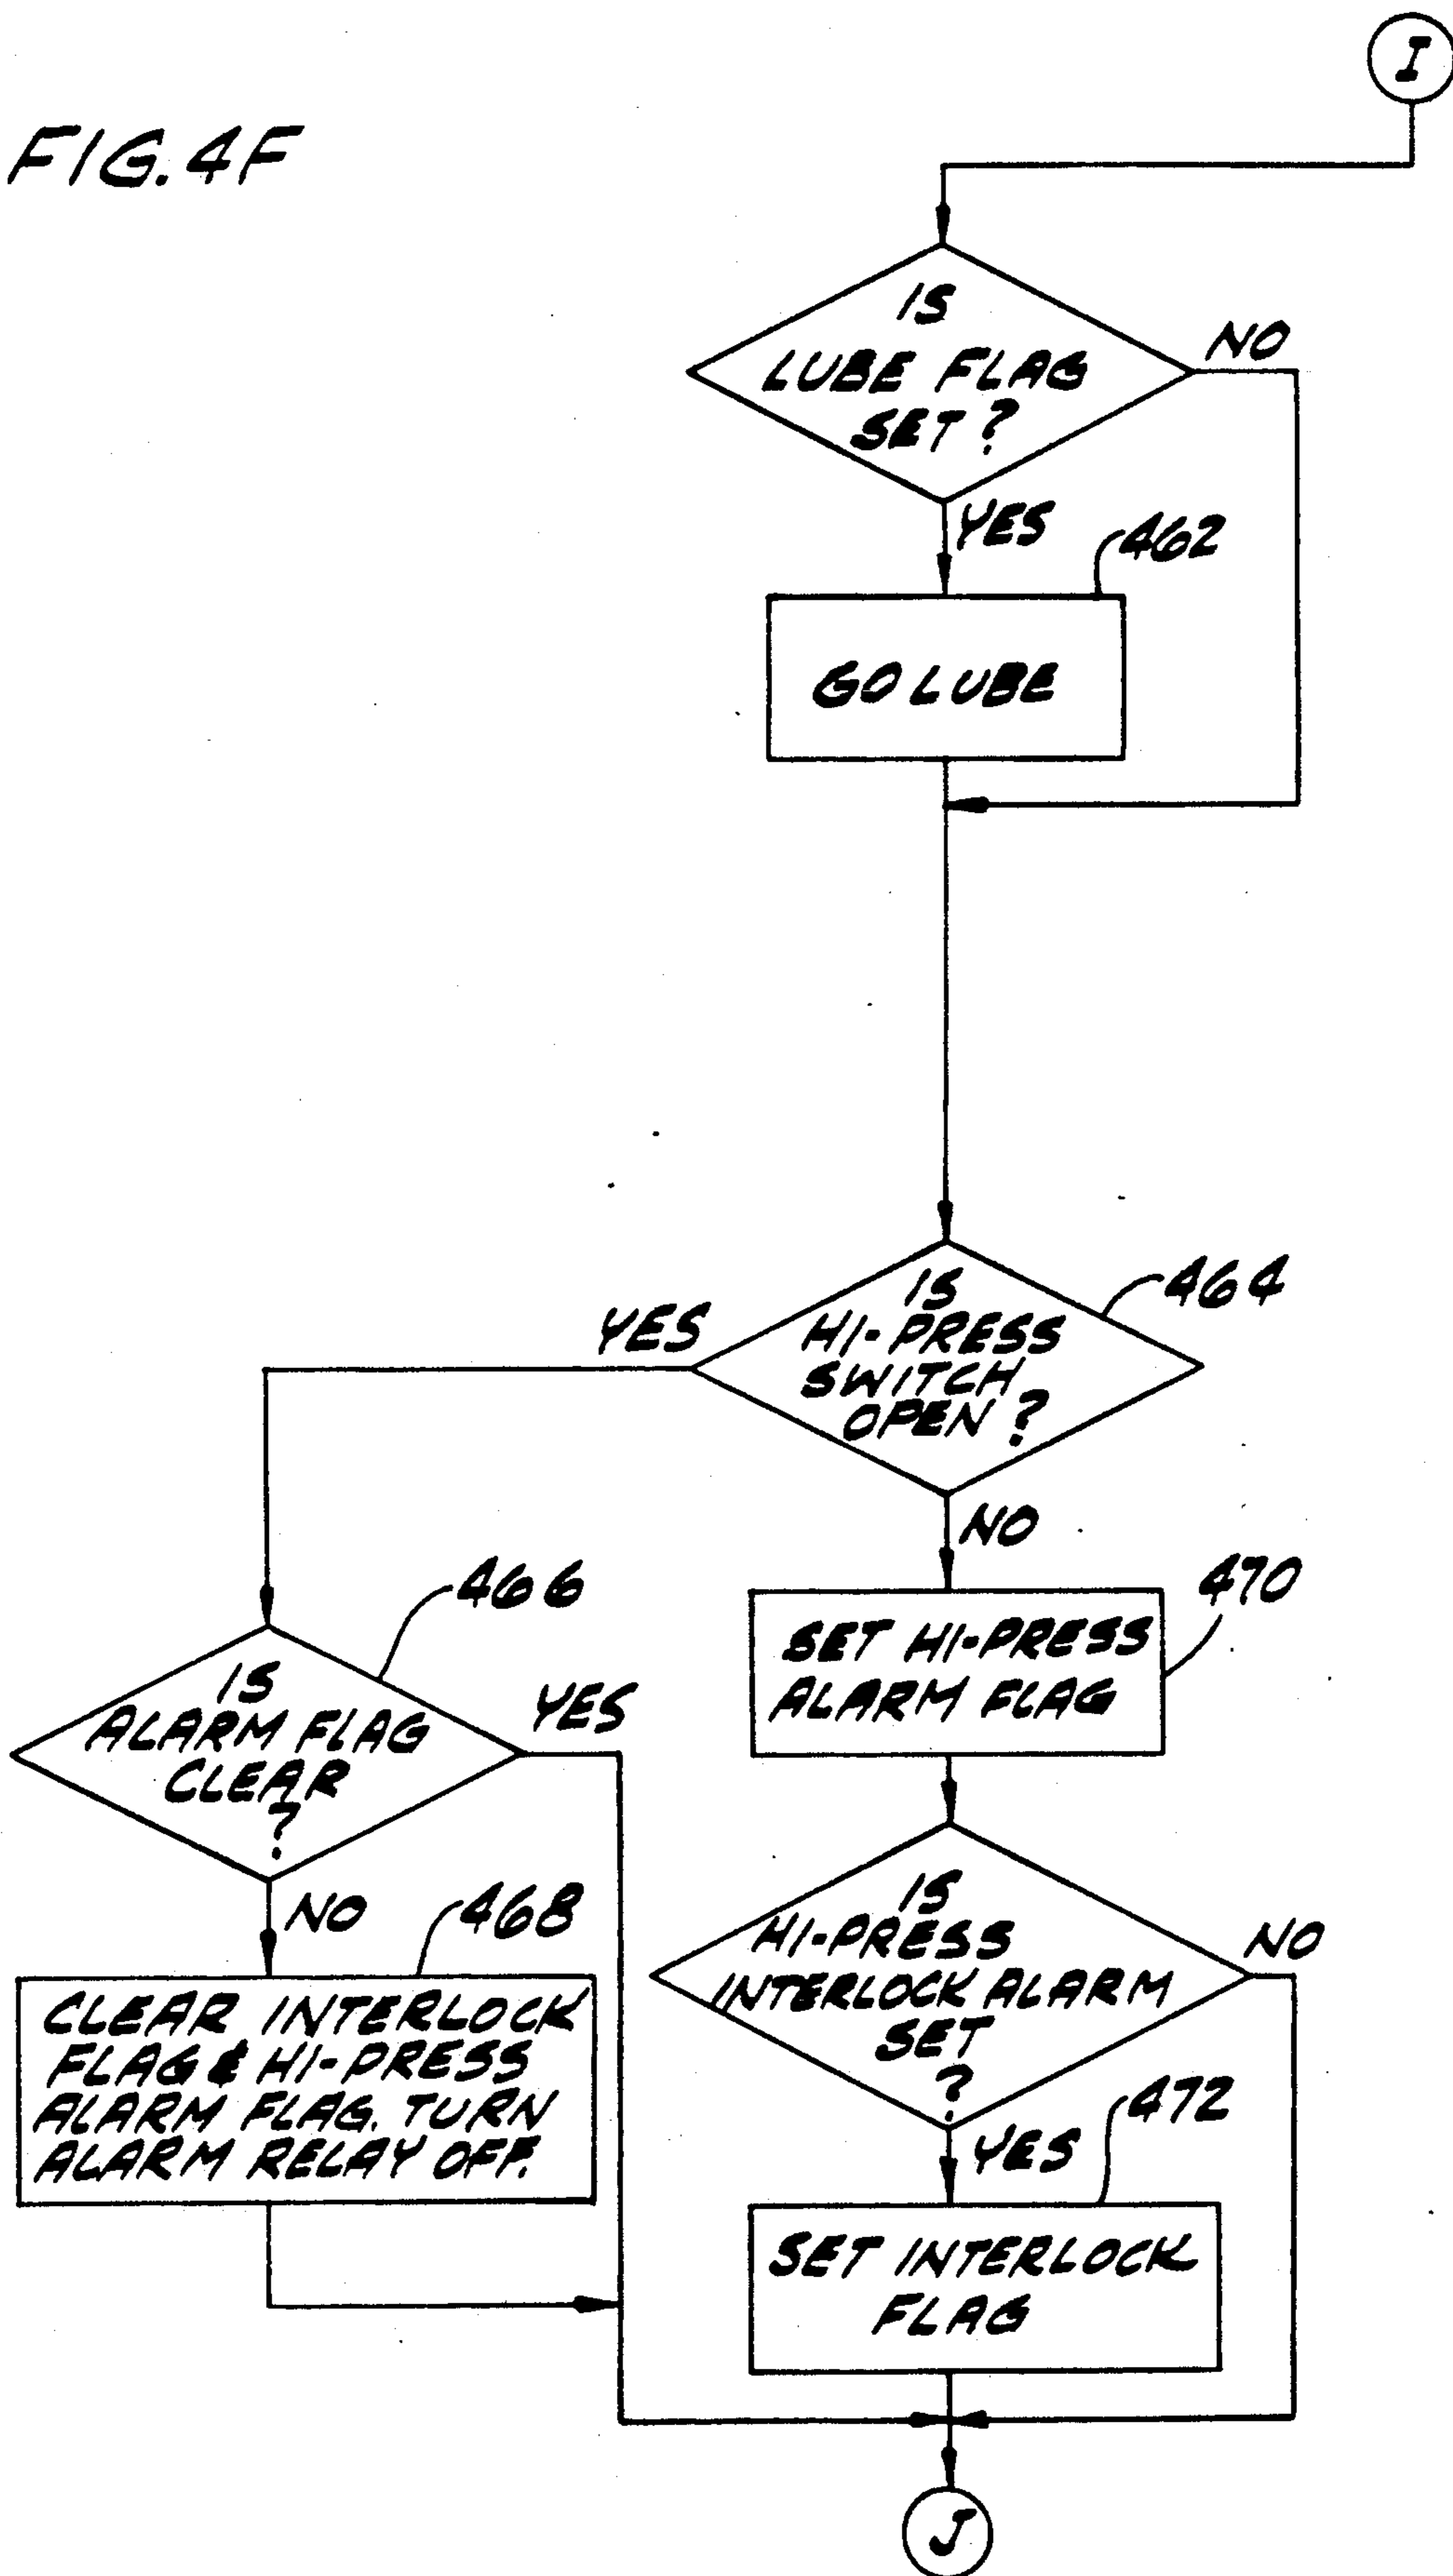 I
FIG. 4F
IS
LUBE FLAG
SET ?
NO
YES
462
GO LUBE
IS
HI-PRESS
SWITCH
OPEN ?
464
YES
NO
466
IS
ALARM FLAG
CLEAR
?
YES
NO
468
CLEAR INTERLOCK
FLAG & HI-PRESS
ALARM FLAG. TURN
ALARM RELAY OFF.
470
SET HI-PRESS
ALARM FLAG
IS
HI-PRESS
INTERLOCK ALARM
SET
?
NO
YES
472
SET INTERLOCK
FLAG
J